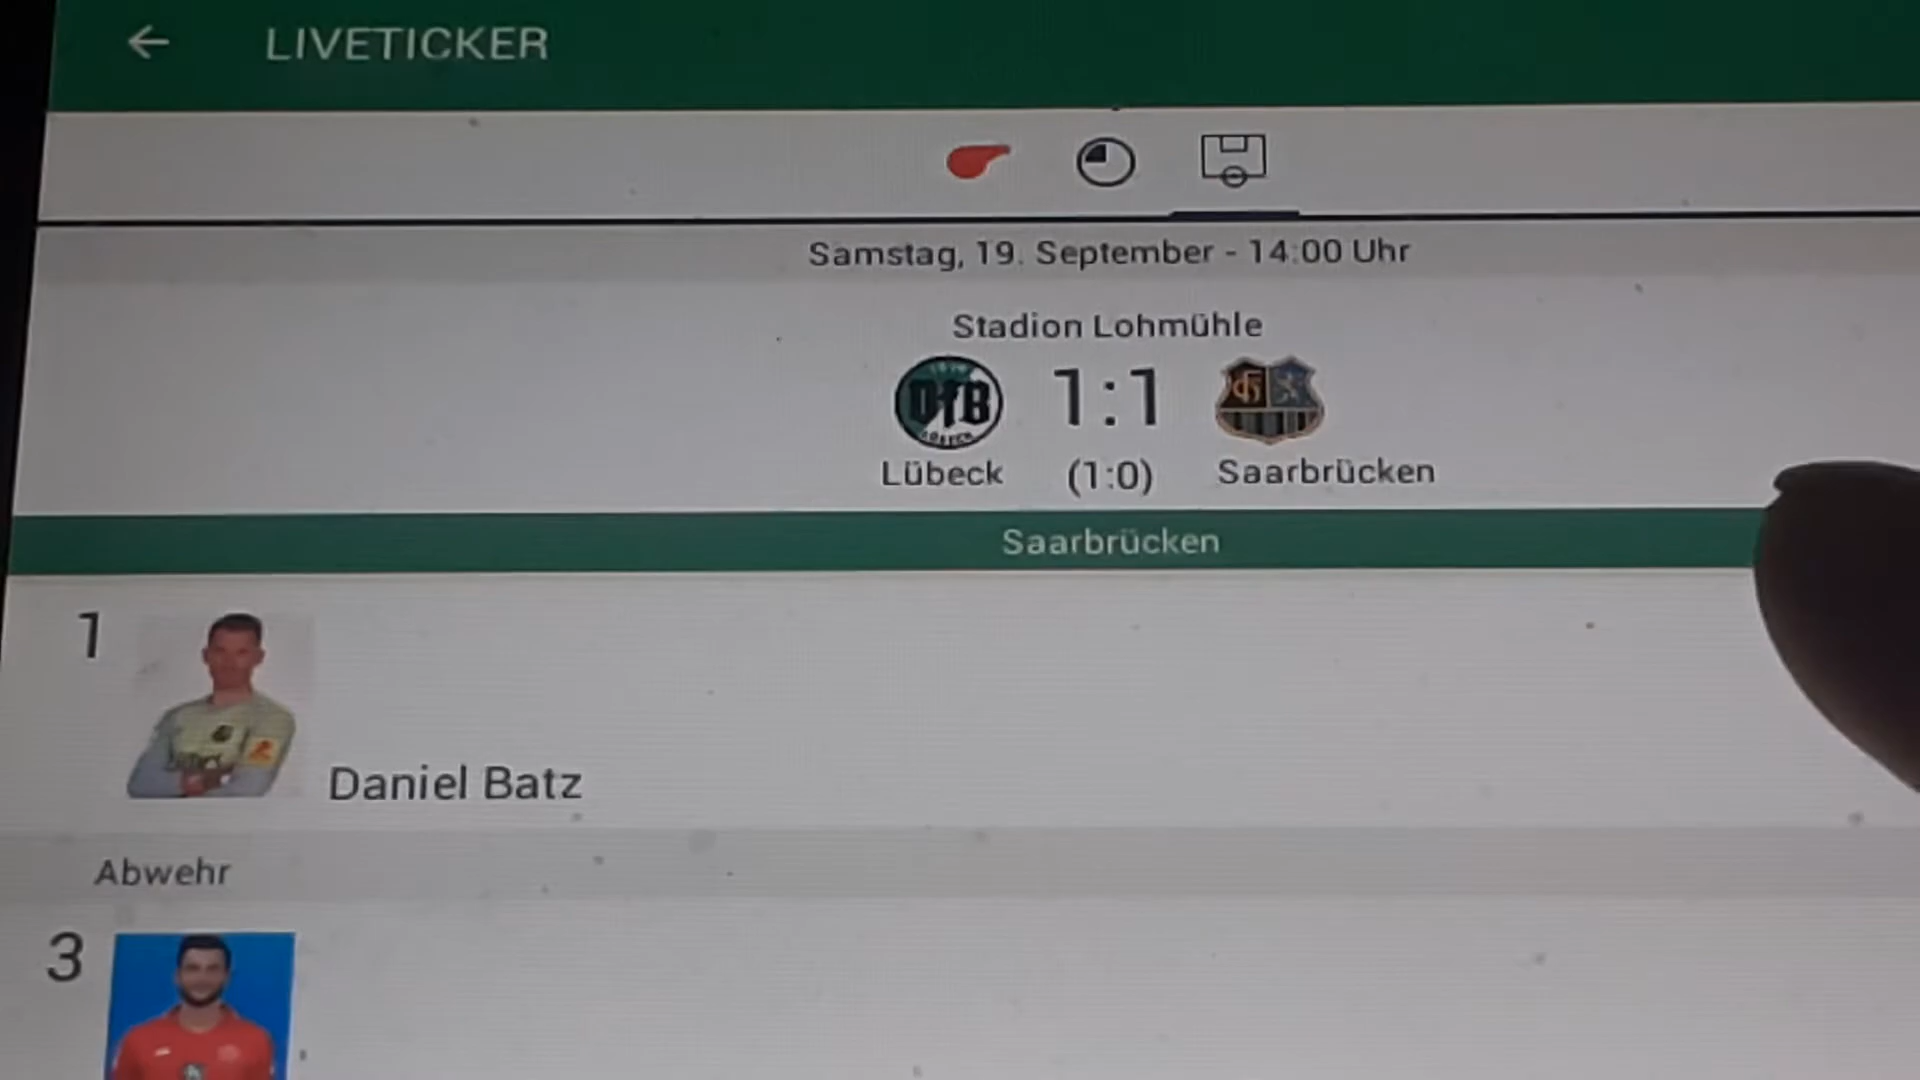 LIVETICKER
Samstag, 19. September - 14:00 Uhr
Stadion Lohmühle
VfB
1:1
Lübeck
(1:0)
Saarbrücken
Saarbrücken
1
Daniel Batz
Abwehr
3